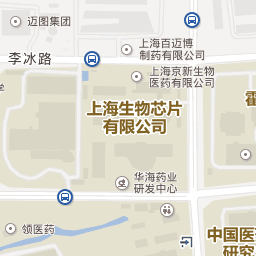 迈图集团
上海百迈博
制药有限公司
李冰路
上海京新生物
医药有限公司
学
霍
上海生物芯片
有限公司
华海药业
研发中心
领医药
中国医
研究